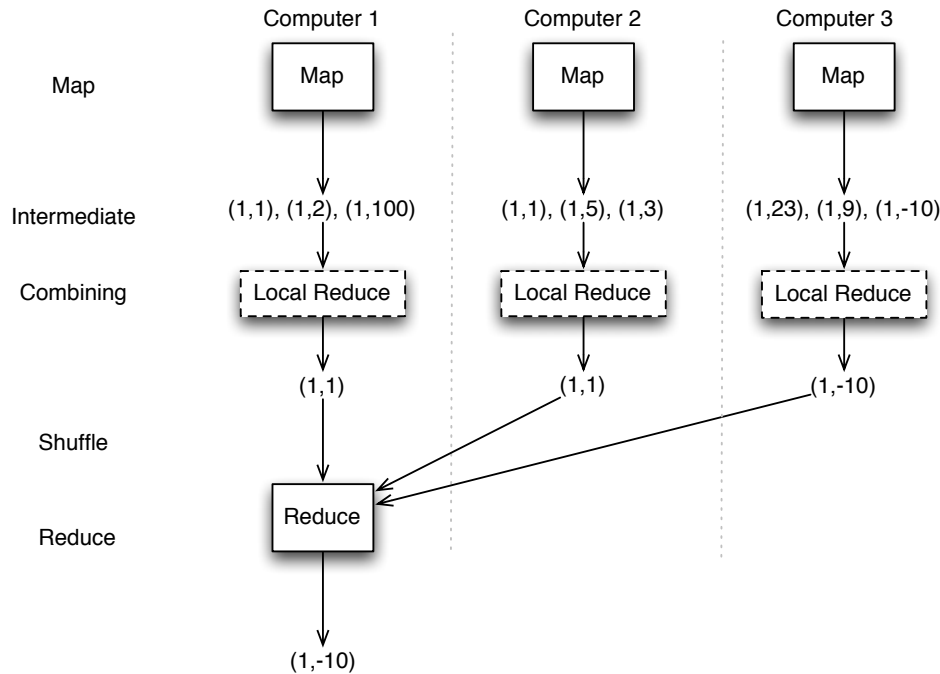 Computer 1 Computer 2 Computer 3
Map Map Map Map
Intermediate (1,1), (1,2), (1,100) (1,1), (1,5), (1,3) (1,23), (1,9), (1,-10)
Combining Local Reduce Local Reduce Local Reduce
(1,1) (1,1) (1,-10)
Shuffle
Reduce
Reduce
(1,-10)